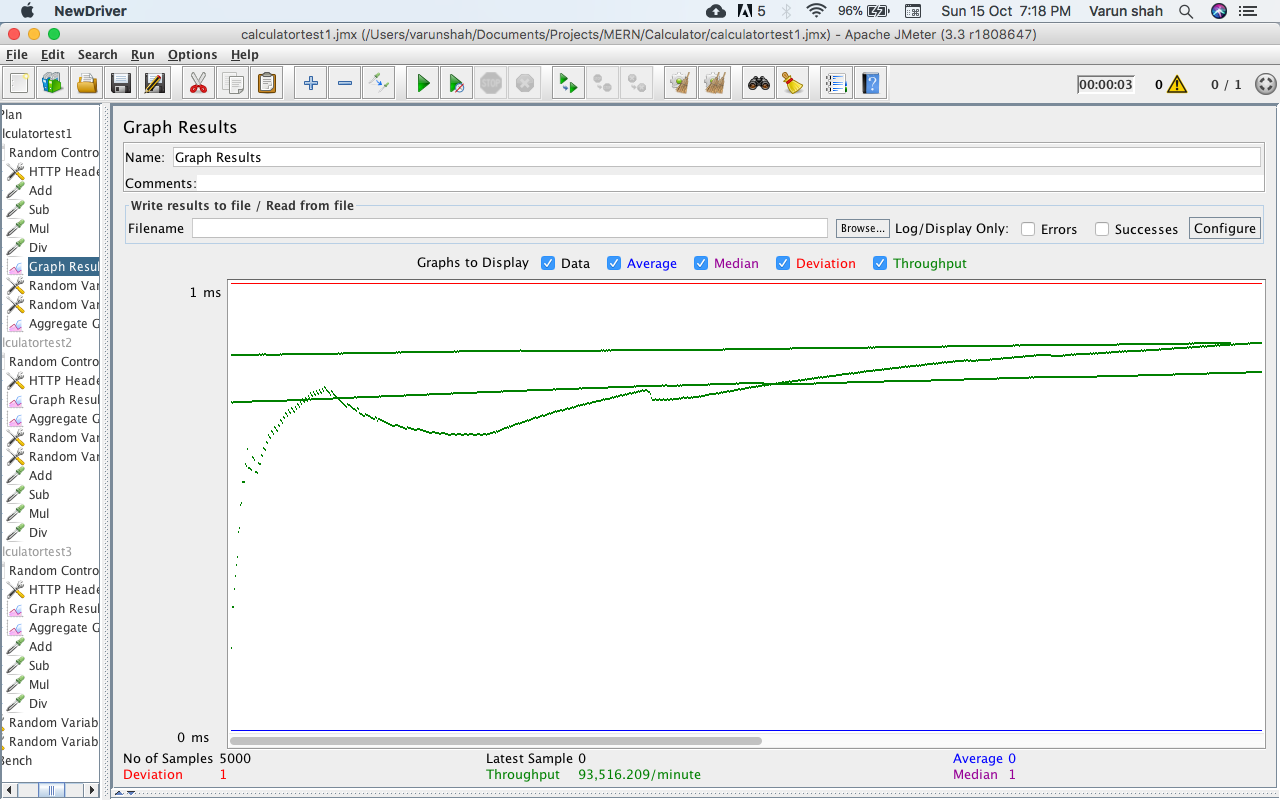 NewDriver 5 96% Sun 15 Oct 7:18 PM Varun shah
calculatortest1.jmx (/Users/varunshah/Documents/Projects/MERN/Calculator/calculatortest1.jmx) - Apache JMeter (3.3 r1808647)
File Edit Search Run Options Help
00:00:03 0 0 / 1
Plan
lculatortest1
Random Contro
HTTP Heade
Add
Sub
Mul
Div
Graph Resul
Random Var
Random Var
Aggregate G
lculatortest2
Random Contro
HTTP Heade
Graph Resul
Aggregate G
Random Var
Random Var
Add
Sub
Mul
Div
lculatortest3
Random Contro
HTTP Heade
Graph Resul
Aggregate G
Add
Sub
Mul
Div
Random Variab
Random Variab
Bench
Graph Results
Name: Graph Results
Comments:
Write results to file / Read from file
Filename Browse... Log/Display Only: Errors Successes Configure
Graphs to Display Data Average Median Deviation Throughput
1 ms
0 ms
No of Samples 5000 Latest Sample 0 Average 0
Deviation 1 Throughput 93,516.209/minute Median 1